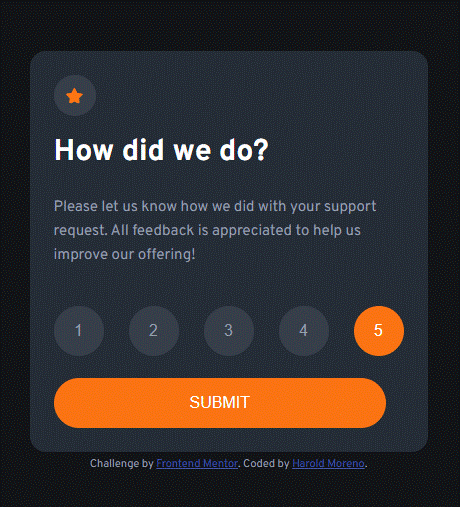 How did we do?
Please let us know how we did with your support
request. All feedback is appreciated to help us
improve our offering!
1 2 3 4 5
SUBMIT
Challenge by Frontend Mentor. Coded by Harold Moreno.